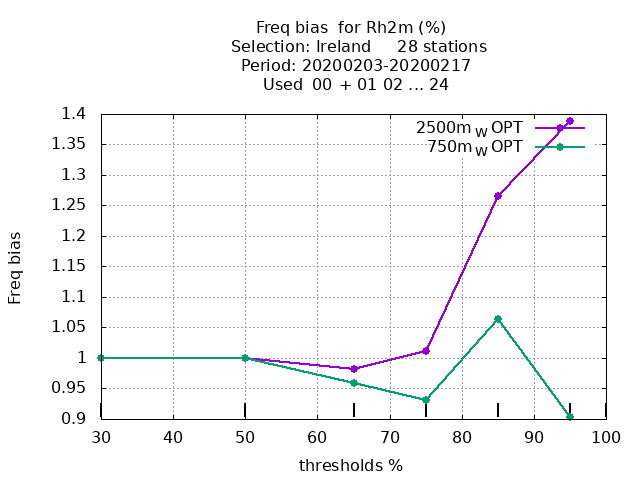 Freq bias for Rh2m (%)
Selection: Ireland 28 stations
Period: 20200203-20200217
Used 00 + 01 02 ... 24
2500m W OPT
750m W OPT
1.4
1.35
1.3
1.25
1.2
1.15
1.1
1.05
1
0.95
0.9
Freq bias
30 40 50 60 70 80 90 100
thresholds %